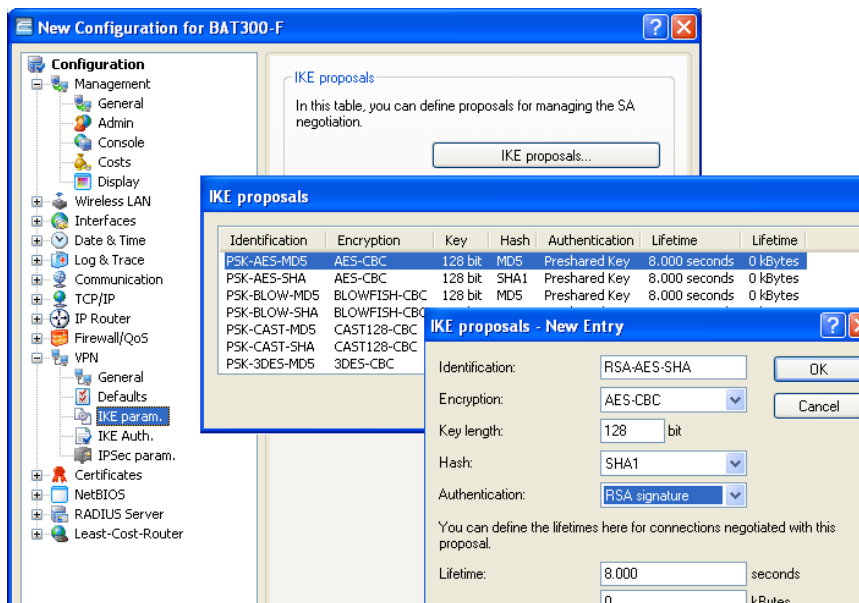 New Configuration for BAT300-F
Configuration
Management
General
Admin
Console
Costs
Display
Wireless LAN
Interfaces
Date & Time
Log & Trace
Communication
TCP/IP
IP Router
Firewall/QoS
VPN
General
Defaults
IKE param.
IKE Auth.
IPSec param.
Certificates
NetBIOS
RADIUS Server
Least-Cost-Router
IKE proposals
In this table, you can define proposals for managing the SA
negotiation.
IKE proposals...
IKE proposals
Identification Encryption Key Hash Authentication Lifetime Lifetime
PSK-AES-MD5 AES-CBC 128 bit MD5 Preshared Key 8.000 seconds 0 kBytes
PSK-AES-SHA AES-CBC 128 bit SHA1 Preshared Key 8.000 seconds 0 kBytes
PSK-BLOW-MD5 BLOWFISH-CBC 128 bit MD5 Preshared Key 8.000 seconds 0 kBytes
PSK-BLOW-SHA BLOWFISH-CBC
PSK-CAST-MD5 CAST128-CBC
PSK-CAST-SHA CAST128-CBC
PSK-3DES-MD5 3DES-CBC
IKE proposals - New Entry
Identification: RSA-AES-SHA OK
Encryption: AES-CBC Cancel
Key length: 128 bit
Hash: SHA1
Authentication: RSA signature
You can define the lifetimes here for connections negotiated with this
proposal.
Lifetime: 8.000 seconds
0 kBytes